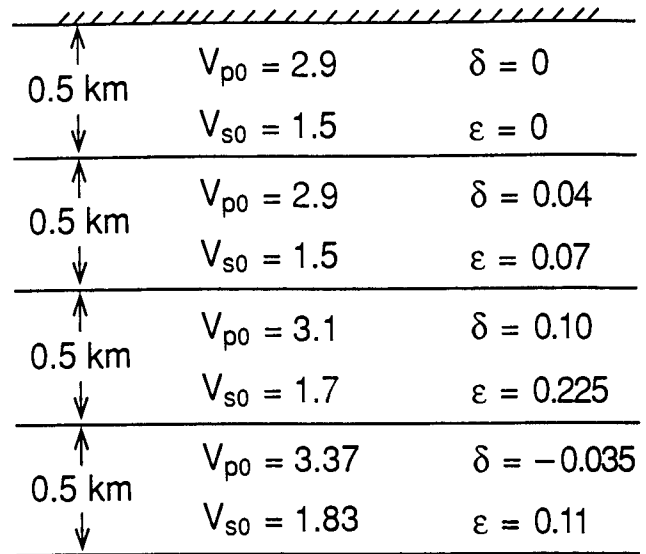 V_p0 = 2.9 δ = 0
0.5 km
V_s0 = 1.5 ε = 0
V_p0 = 2.9 δ = 0.04
0.5 km
V_s0 = 1.5 ε = 0.07
V_p0 = 3.1 δ = 0.10
0.5 km
V_s0 = 1.7 ε = 0.225
V_p0 = 3.37 δ = −0.035
0.5 km
V_s0 = 1.83 ε = 0.11